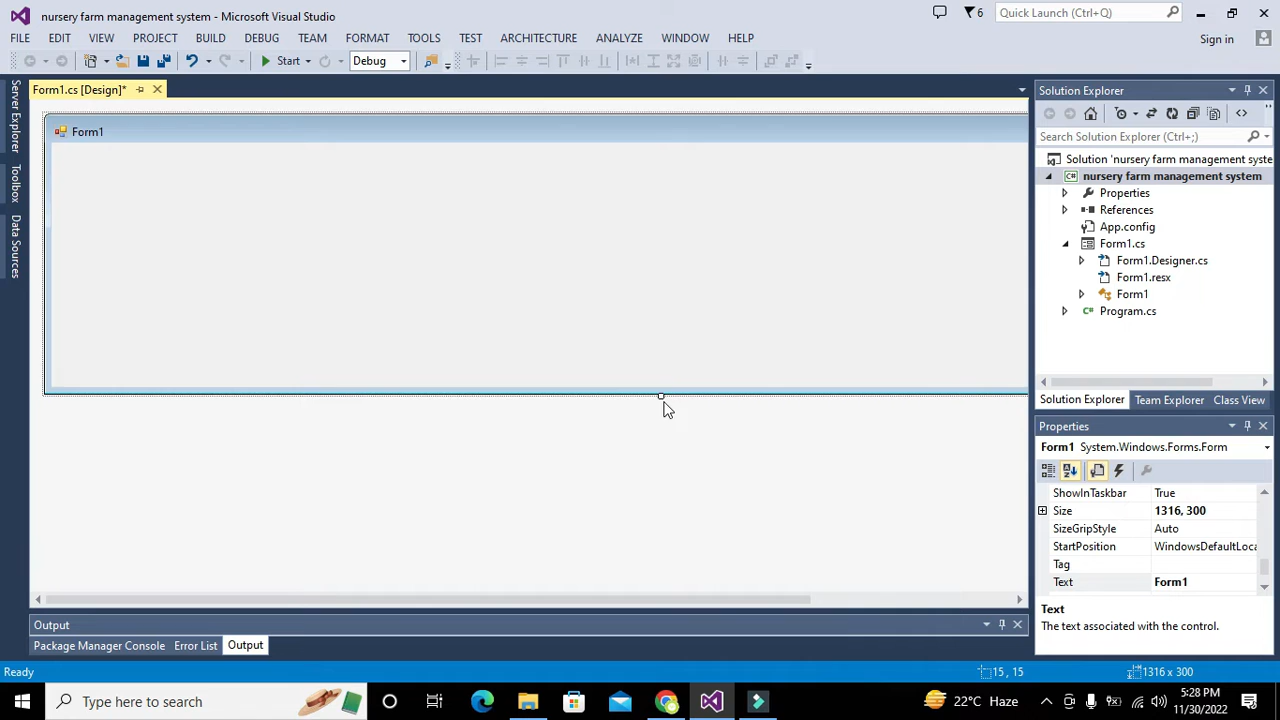 nursery farm management system - Microsoft Visual Studio
6
Quick Launch (Ctrl+Q)
FILE EDIT VIEW PROJECT BUILD DEBUG TEAM FORMAT TOOLS TEST ARCHITECTURE ANALYZE WINDOW HELP
Sign in
Start
Debug
Server Explorer
Toolbox
Data Sources
Form1.cs [Design]*
Form1
Solution Explorer
Search Solution Explorer (Ctrl+;)
Solution 'nursery farm management syste
C# nursery farm management system
Properties
References
App.config
Form1.cs
Form1.Designer.cs
Form1.resx
Form1
C# Program.cs
Solution Explorer Team Explorer Class View
Properties
Form1 System.Windows.Forms.Form
ShowInTaskbar True
Size 1316, 300
SizeGripStyle Auto
StartPosition WindowsDefaultLoca
Tag
Text Form1
Text
The text associated with the control.
Output
Package Manager Console Error List Output
Ready
15 , 15
1316 x 300
Type here to search
22°C Haze
5:28 PM
11/30/2022